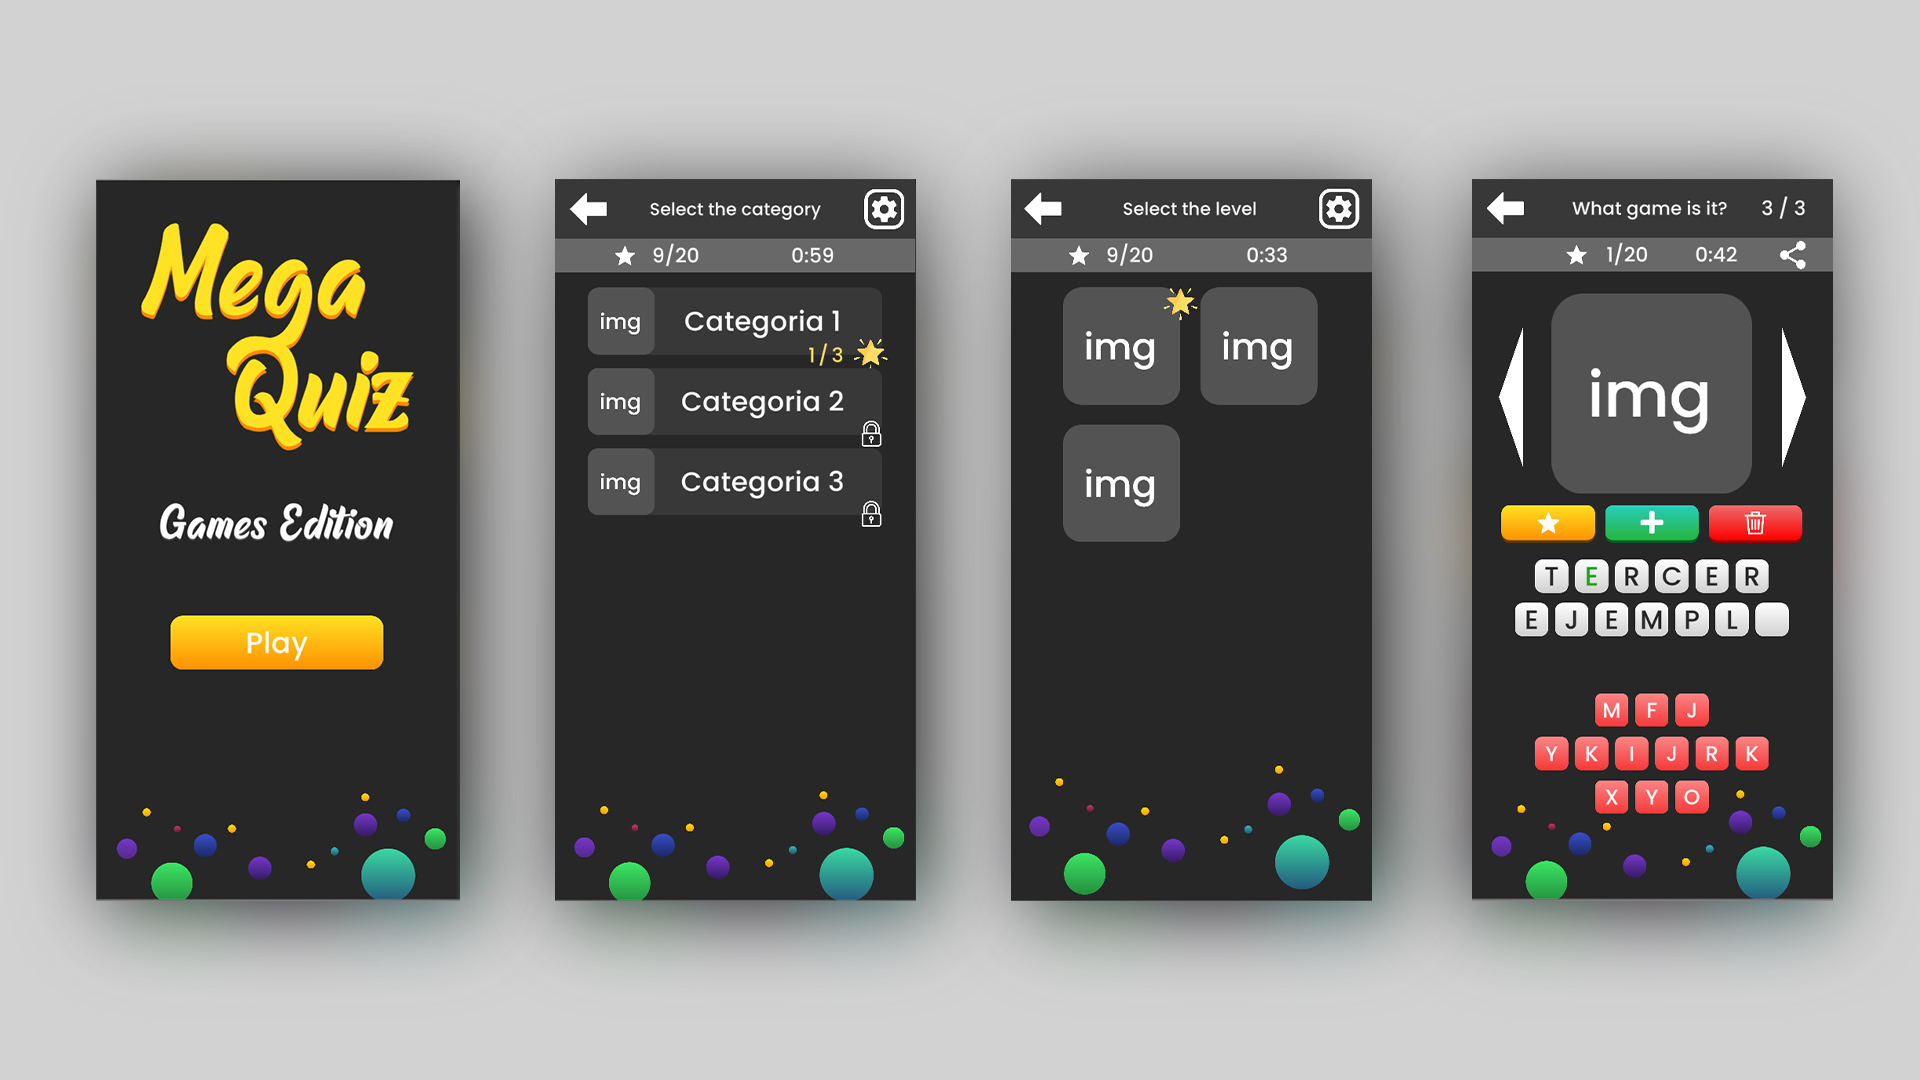 Mega
Quiz
Games Edition
Play
Select the category
9/20 0:59
img Categoria 1
1 / 3
img Categoria 2
img Categoria 3
Select the level
9/20 0:33
img img
img
What game is it? 3 / 3
1/20 0:42
img
T E R C E R
E J E M P L
M F J
Y K I J R K
X Y O